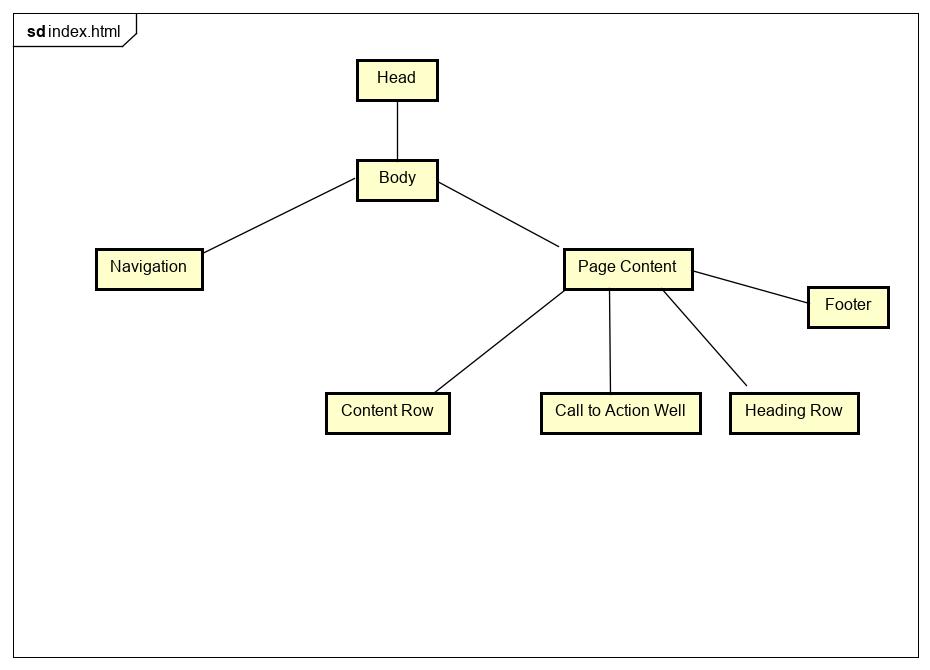 sd index.html
Head
Body
Navigation
Page Content
Footer
Content Row
Call to Action Well
Heading Row